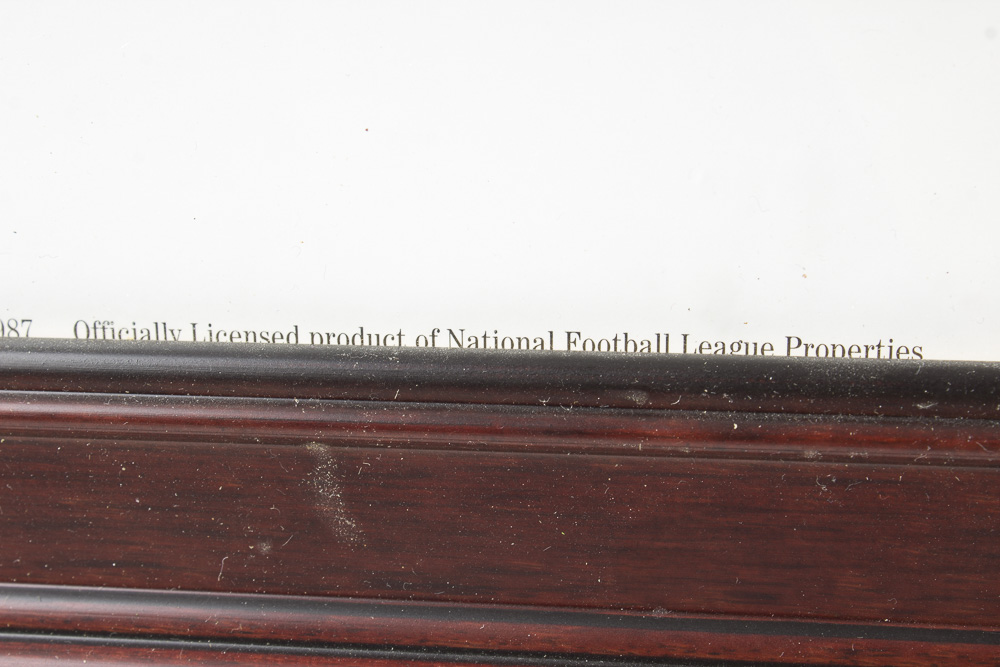 987 Officially Licensed product of National Football League Properties